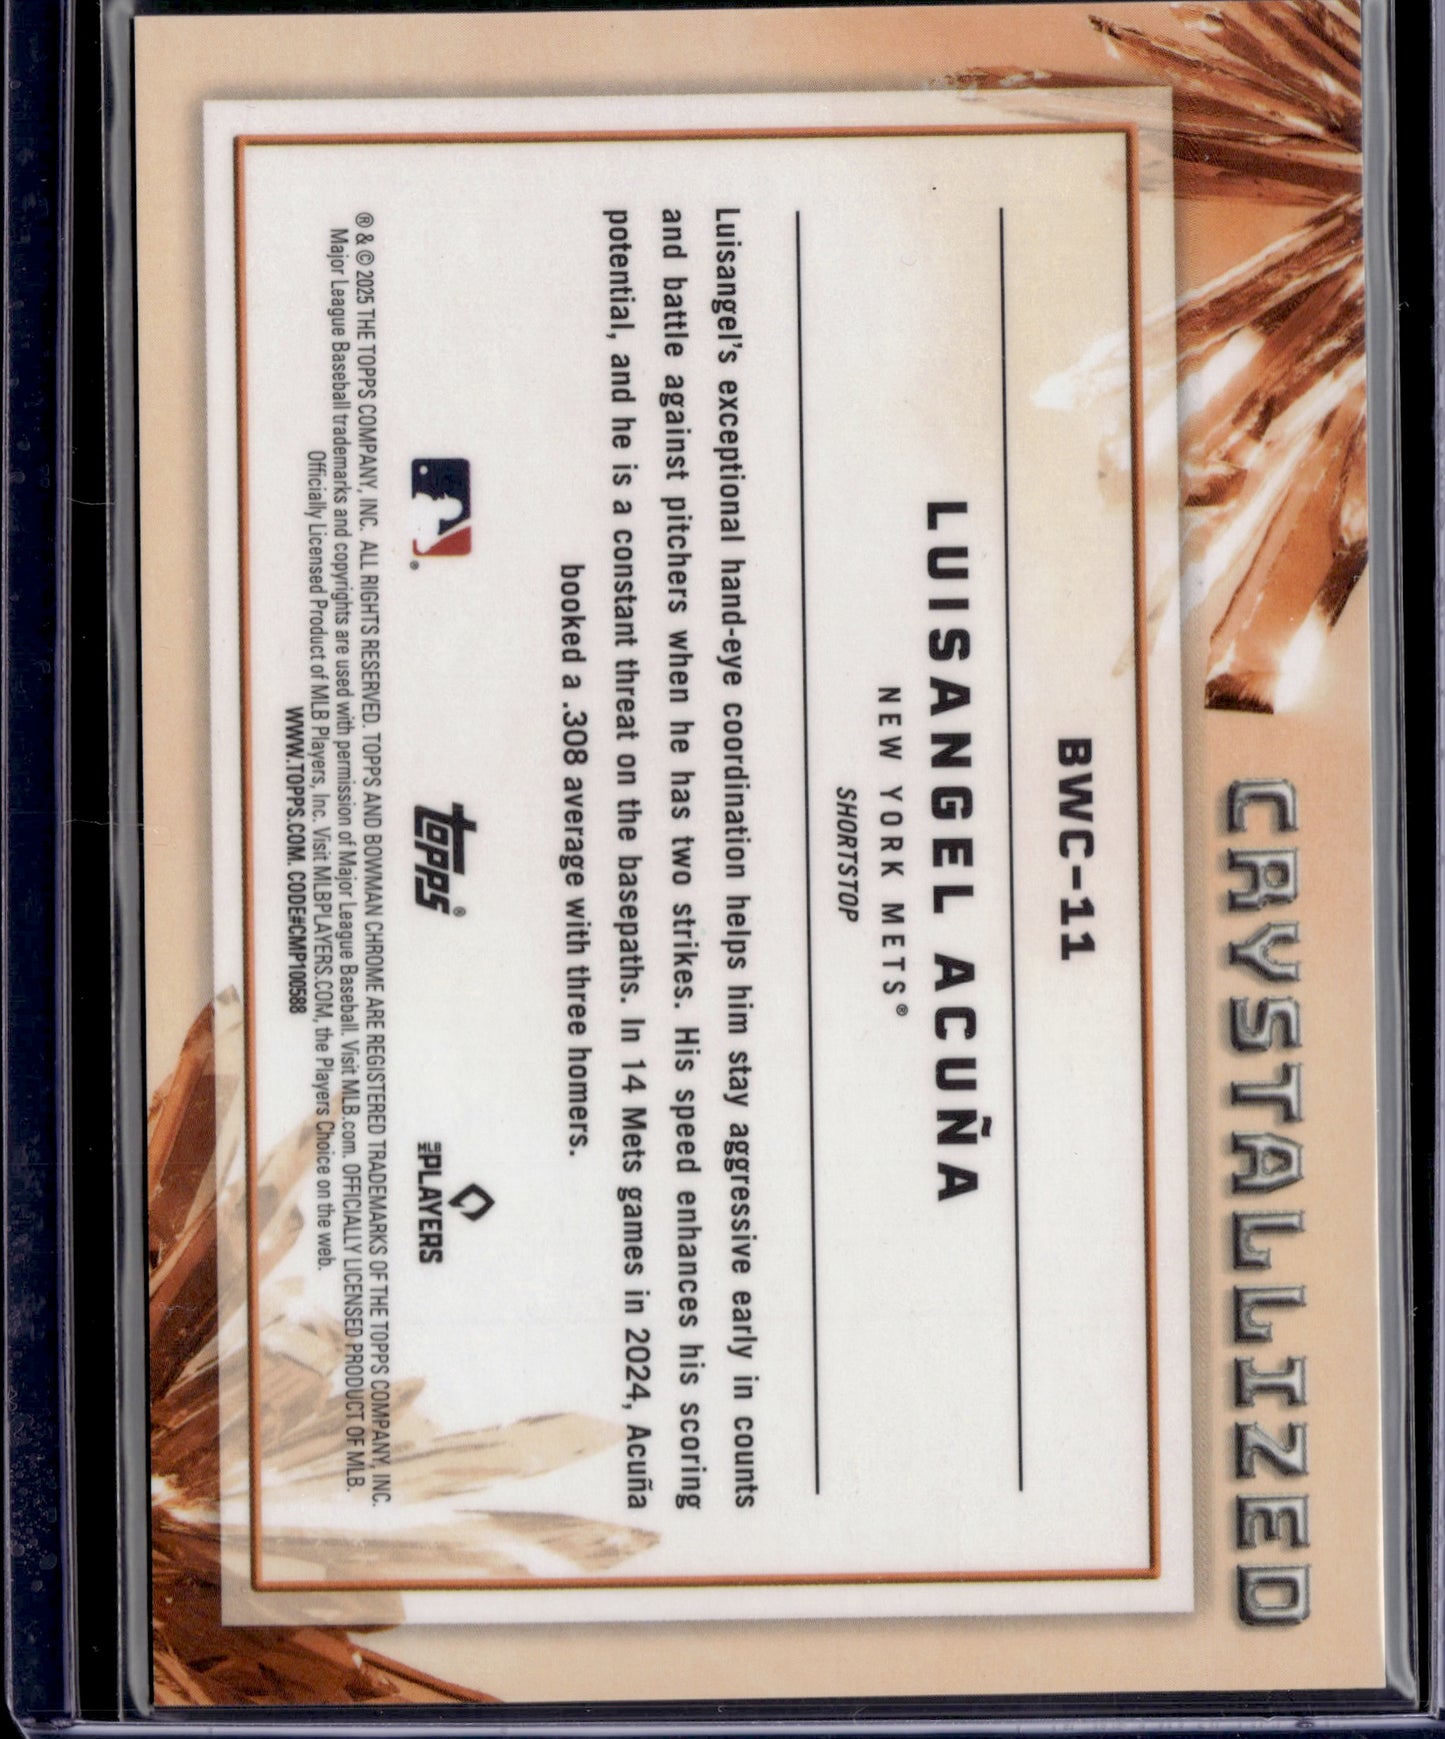 CRYSTALLIZED
BWC-11
LUISANGEL ACUÑA
NEW YORK METS®
SHORTSTOP
Luisangel's exceptional hand-eye coordination helps him stay aggressive early in counts
and battle against pitchers when he has two strikes. His speed enhances his scoring
potential, and he is a constant threat on the basepaths. In 14 Mets games in 2024, Acuña
booked a .308 average with three homers.
®
topps®
MLB PLAYERS
® & © 2025 THE TOPPS COMPANY, INC. ALL RIGHTS RESERVED. TOPPS AND BOWMAN CHROME ARE REGISTERED TRADEMARKS OF THE TOPPS COMPANY, INC.
Major League Baseball trademarks and copyrights are used with permission of Major League Baseball. Visit MLB.com. OFFICIALLY LICENSED PRODUCT OF MLB.
Officially Licensed Product of MLB Players, Inc. Visit MLBPLAYERS.COM, the Players Choice on the web.
WWW.TOPPS.COM. CODE#CMP100588